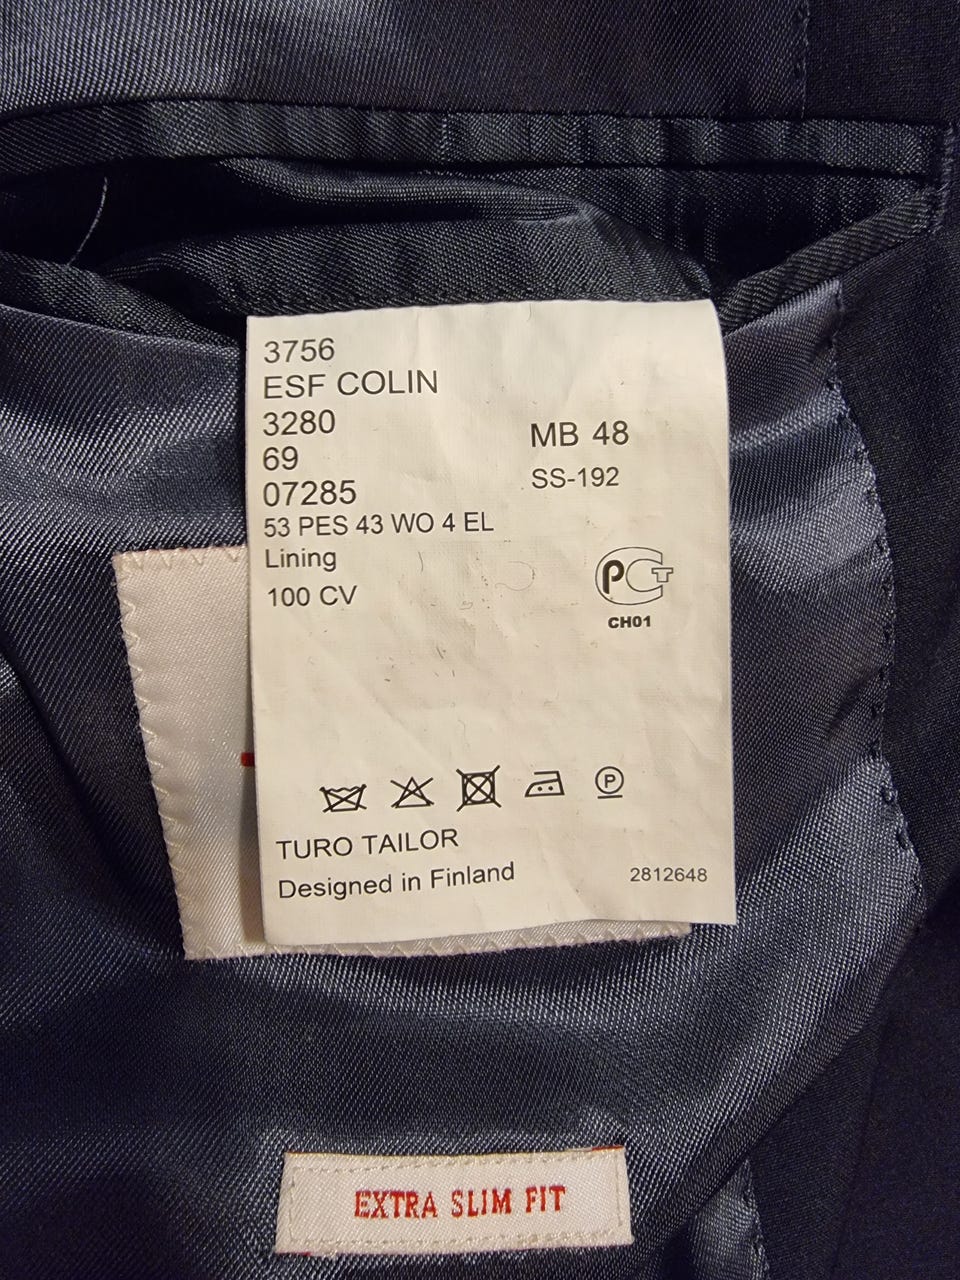 3756
ESF COLIN
3280
69
07285
MB 48
SS-192
53 PES 43 WO 4 EL
Lining
100 CV
PCT
CH01
P
TURO TAILOR
Designed in Finland
2812648
EXTRA SLIM FIT